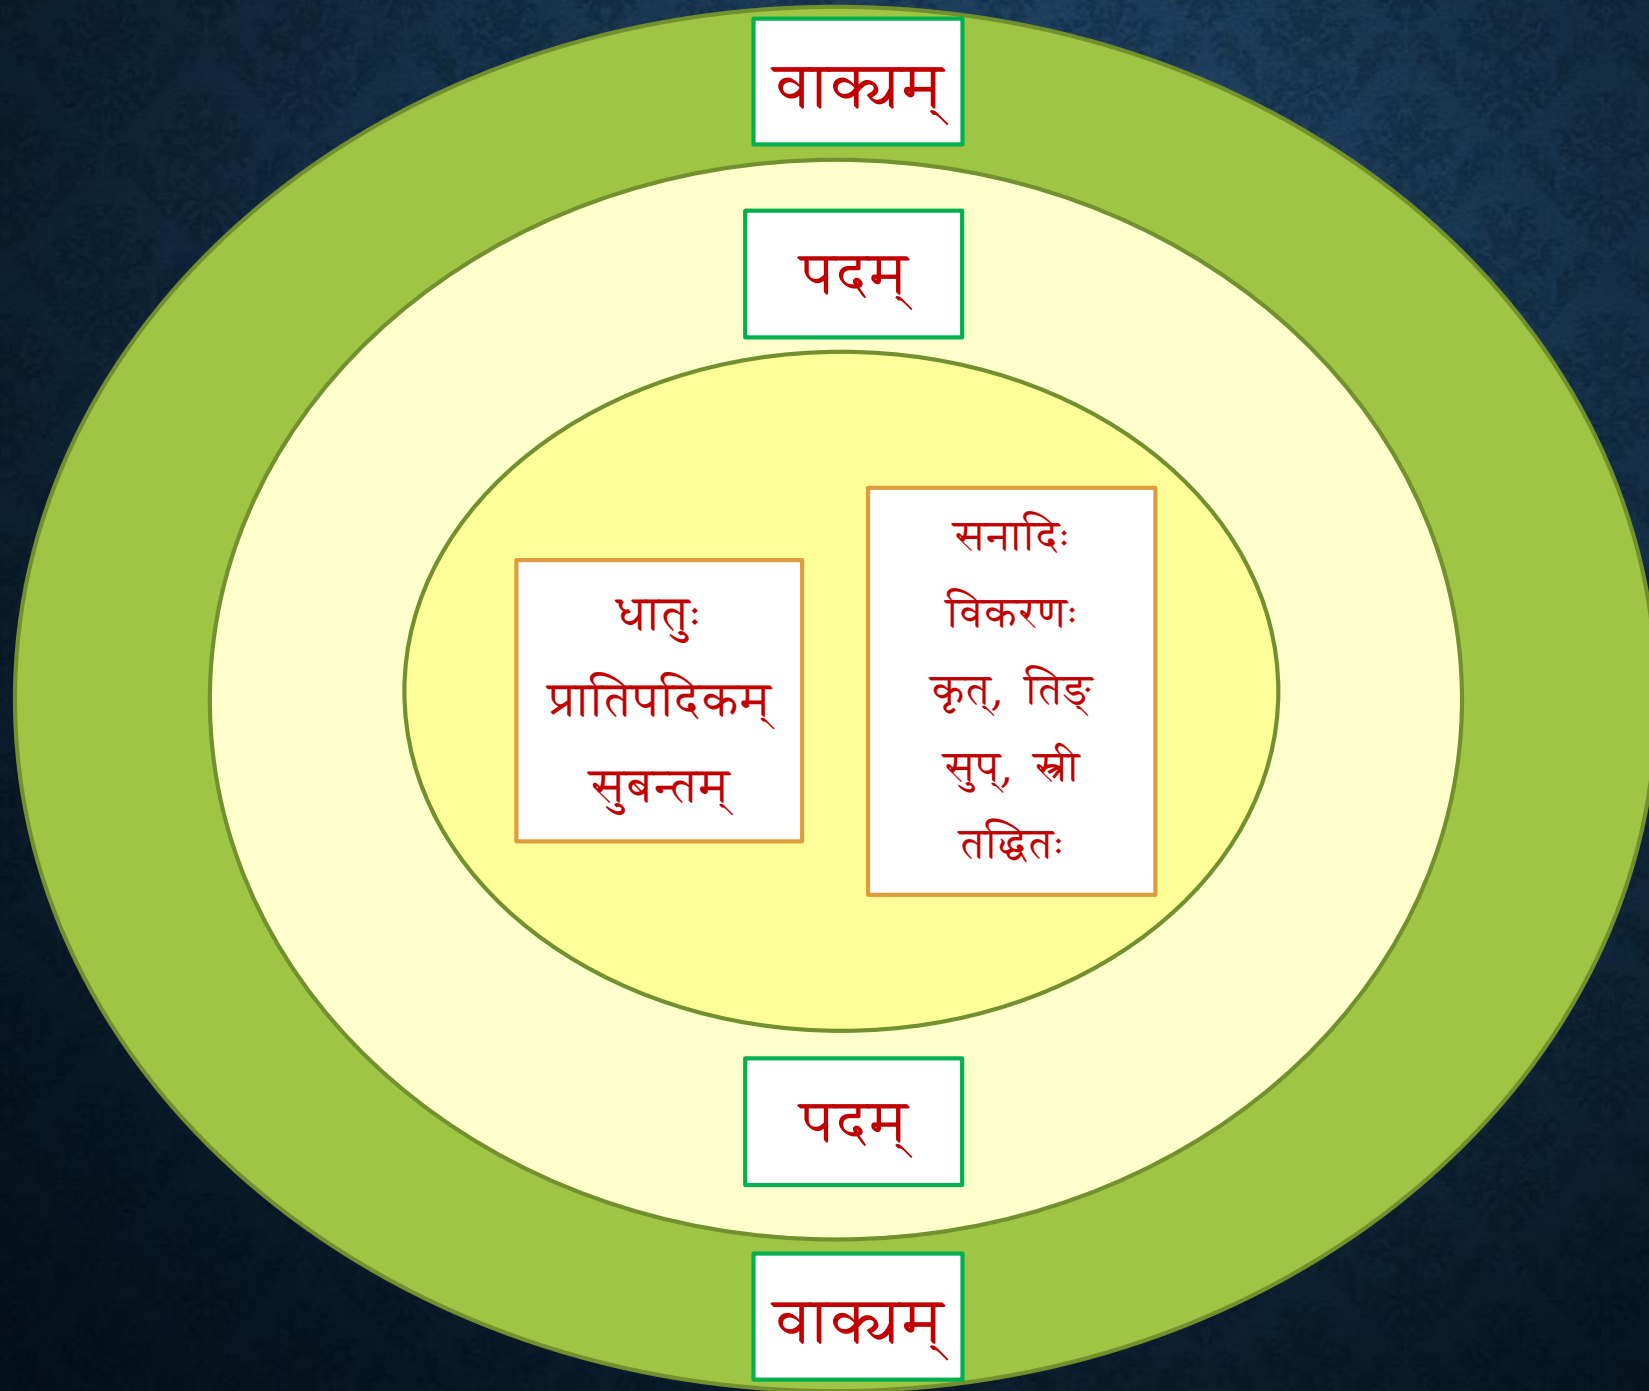 वाक्यम्
पदम्
धातुः
प्रातिपदिकम्
सुबन्तम्
सनादिः
विकरणः
कृत्, तिङ्
सुप्, स्त्री
तद्धितः
पदम्
वाक्यम्